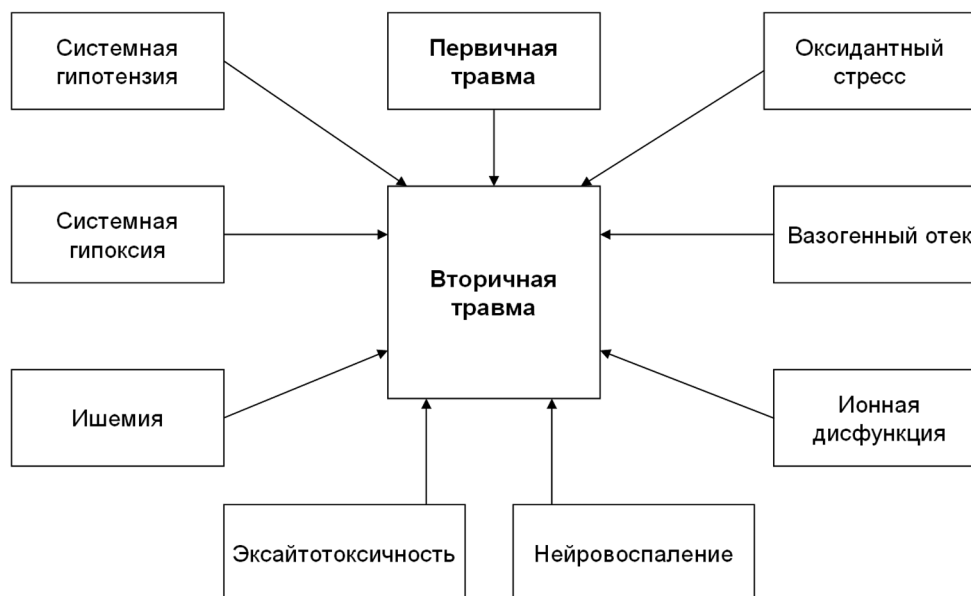 Системная
гипотензия
Первичная
травма
Оксидантный
стресс
Системная
гипоксия
Вторичная
травма
Вазогенный отек
Ишемия
Ионная
дисфункция
Эксайтотоксичность
Нейровоспаление